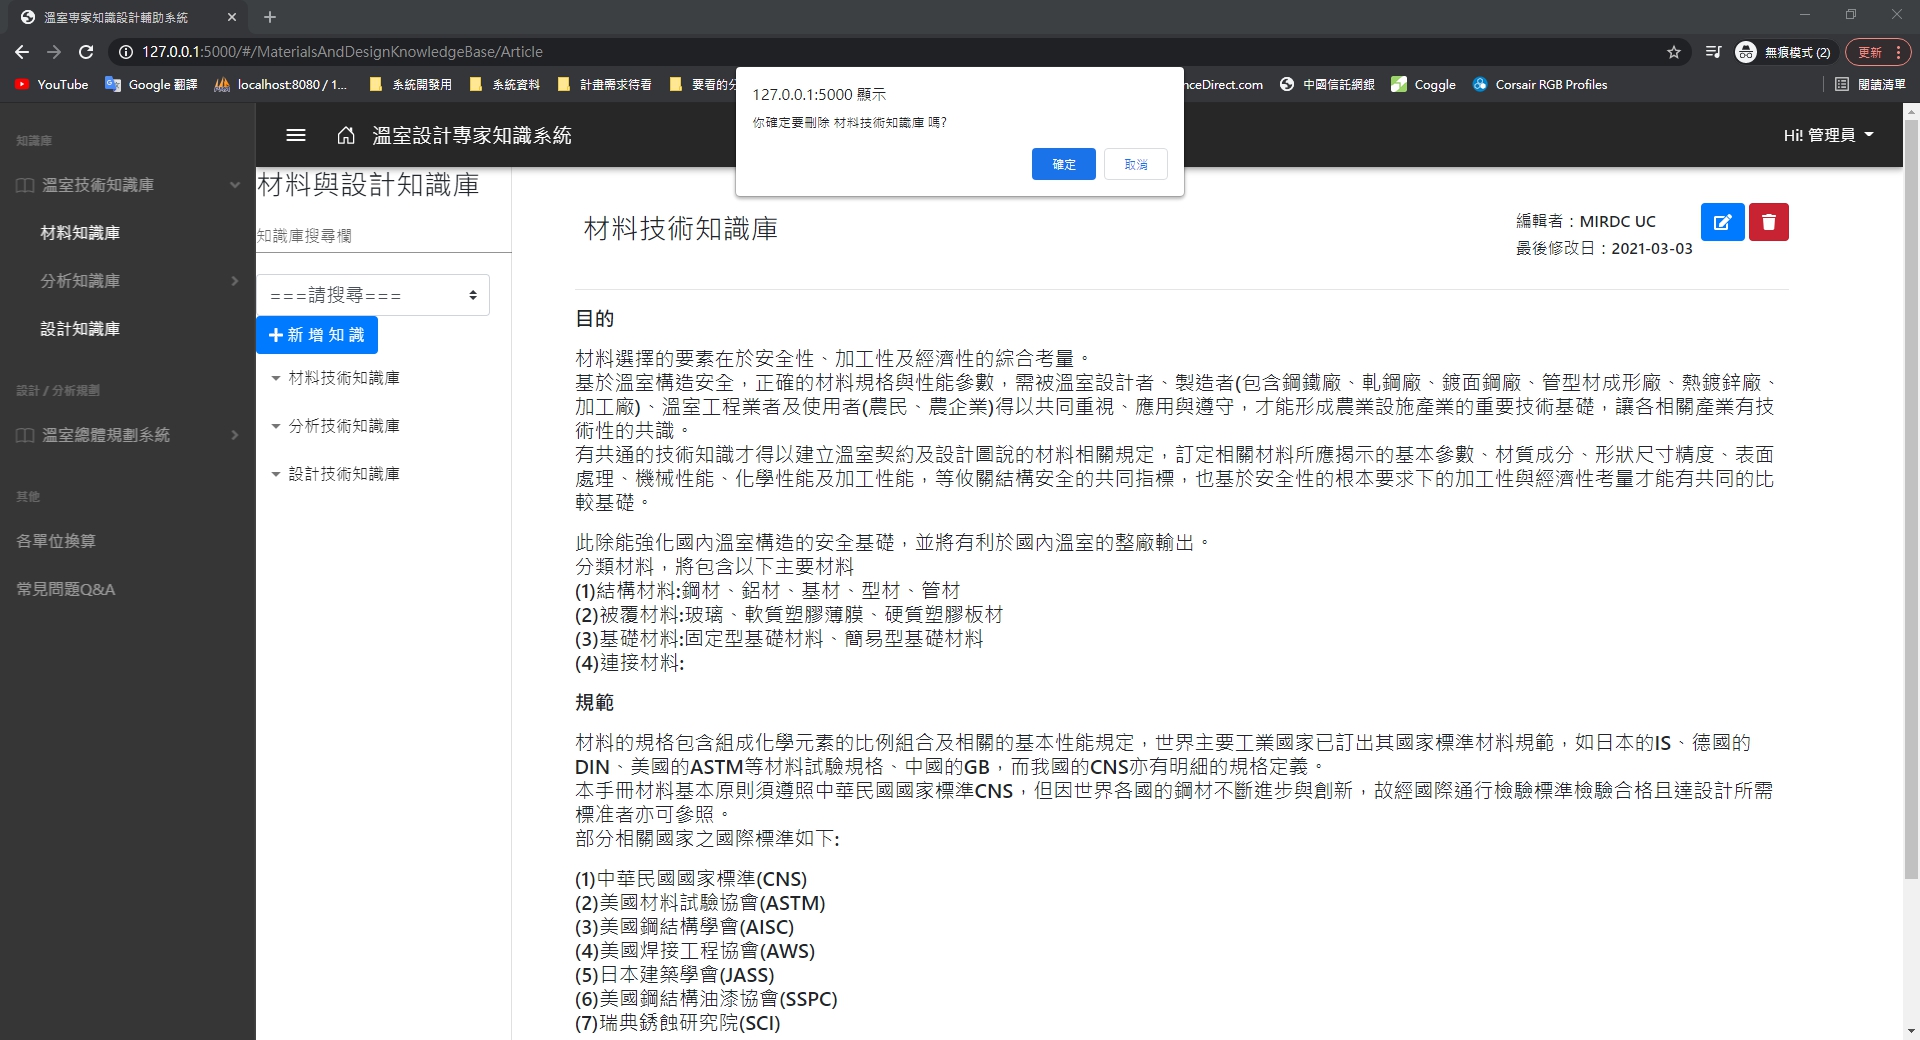 溫室專家知識設計輔助系統
127.0.0.1:5000/#/MaterialsAndDesignKnowledgeBase/Article
無痕模式 (2)
更新
YouTube
Google 翻譯
localhost:8080 / 1...
系統開發用
系統資料
計畫需求待看
要看的分
nceDirect.com
中國信託網銀
Coggle
Corsair RGB Profiles
閱讀清單
127.0.0.1:5000 顯示
你確定要刪除 材料技術知識庫 嗎?
確定
取消
溫室設計專家知識系統
Hi! 管理員
知識庫
溫室技術知識庫
材料知識庫
分析知識庫
設計知識庫
設計 / 分析規劃
溫室總體規劃系統
其他
各單位換算
常見問題Q&A
材料與設計知識庫
知識庫搜尋欄
===請搜尋===
新增知識
材料技術知識庫
分析技術知識庫
設計技術知識庫
材料技術知識庫
編輯者：MIRDC UC
最後修改日：2021-03-03
目的
材料選擇的要素在於安全性、加工性及經濟性的綜合考量。
基於溫室構造安全，正確的材料規格與性能參數，需被溫室設計者、製造者(包含鋼鐵廠、軋鋼廠、鍍面鋼廠、管型材成形廠、熱鍍鋅廠、
加工廠)、溫室工程業者及使用者(農民、農企業)得以共同重視、應用與遵守，才能形成農業設施產業的重要技術基礎，讓各相關產業有技
術性的共識。
有共通的技術知識才得以建立溫室契約及設計圖說的材料相關規定，訂定相關材料所應揭示的基本參數、材質成分、形狀尺寸精度、表面
處理、機械性能、化學性能及加工性能，等攸關結構安全的共同指標，也基於安全性的根本要求下的加工性與經濟性考量才能有共同的比
較基礎。
此除能強化國內溫室構造的安全基礎，並將有利於國內溫室的整廠輸出。
分類材料，將包含以下主要材料
(1)結構材料:鋼材、鋁材、基材、型材、管材
(2)被覆材料:玻璃、軟質塑膠薄膜、硬質塑膠板材
(3)基礎材料:固定型基礎材料、簡易型基礎材料
(4)連接材料:
規範
材料的規格包含組成化學元素的比例組合及相關的基本性能規定，世界主要工業國家已訂出其國家標準材料規範，如日本的IS、德國的
DIN、美國的ASTM等材料試驗規格、中國的GB，而我國的CNS亦有明細的規格定義。
本手冊材料基本原則須遵照中華民國國家標準CNS，但因世界各國的鋼材不斷進步與創新，故經國際通行檢驗標準檢驗合格且達設計所需
標准者亦可參照。
部分相關國家之國際標準如下:
(1)中華民國國家標準(CNS)
(2)美國材料試驗協會(ASTM)
(3)美國鋼結構學會(AISC)
(4)美國焊接工程協會(AWS)
(5)日本建築學會(JASS)
(6)美國鋼結構油漆協會(SSPC)
(7)瑞典銹蝕研究院(SCI)